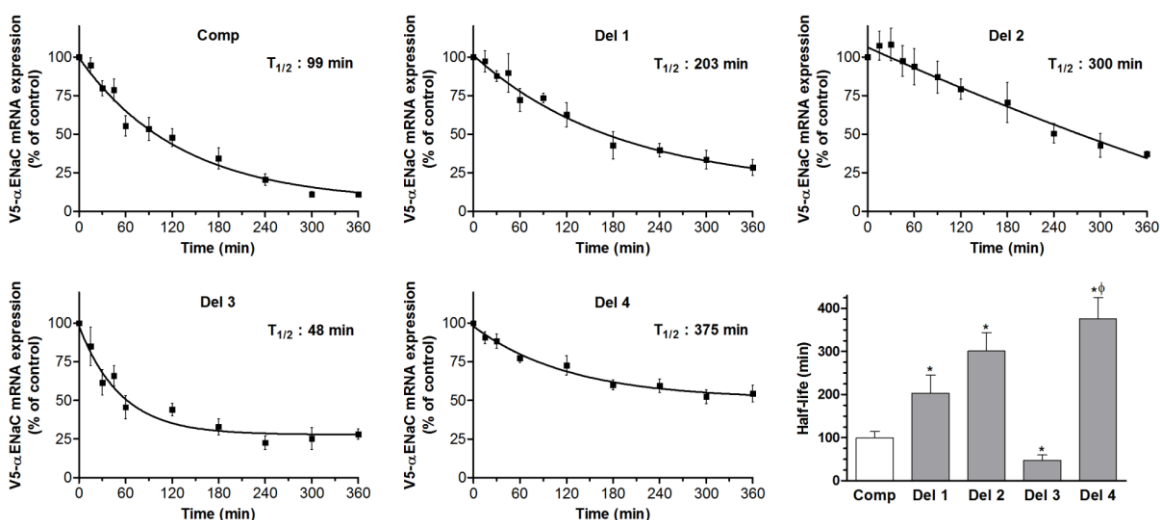 Comp
T1/2 : 99 min
V5-αENaC mRNA expression
(% of control)
100
75
50
25
0
0 60 120 180 240 300 360
Time (min)
Del 1
T1/2 : 203 min
V5-αENaC mRNA expression
(% of control)
100
75
50
25
0
0 60 120 180 240 300 360
Time (min)
Del 2
T1/2 : 300 min
V5-αENaC mRNA expression
(% of control)
100
75
50
25
0
0 60 120 180 240 300 360
Time (min)
Del 3
T1/2 : 48 min
V5-αENaC mRNA expression
(% of control)
100
75
50
25
0
0 60 120 180 240 300 360
Time (min)
Del 4
T1/2 : 375 min
V5-αENaC mRNA expression
(% of control)
100
75
50
25
0
0 60 120 180 240 300 360
Time (min)
Half-life (min)
400
300
200
100
0
* * * *ϕ
Comp Del 1 Del 2 Del 3 Del 4